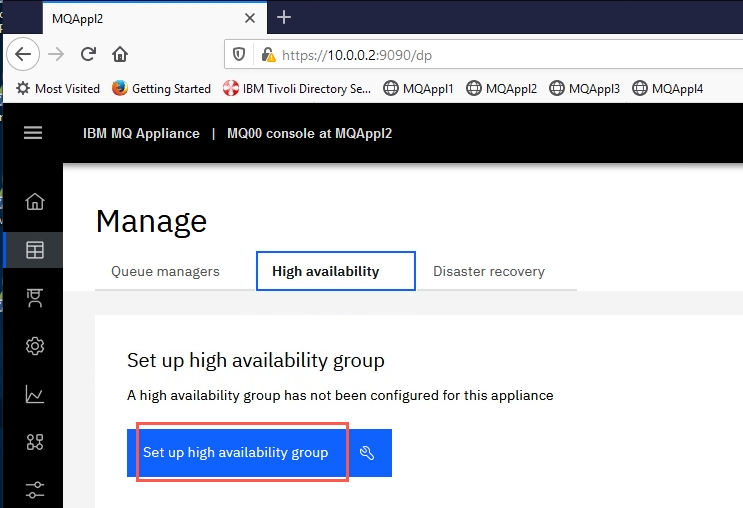 MQAppl2
https://10.0.0.2:9090/dp
Most Visited Getting Started IBM Tivoli Directory Se... MQAppl1 MQAppl2 MQAppl3 MQAppl4
IBM MQ Appliance | MQ00 console at MQAppl2
Manage
Queue managers High availability Disaster recovery
Set up high availability group
A high availability group has not been configured for this appliance
Set up high availability group